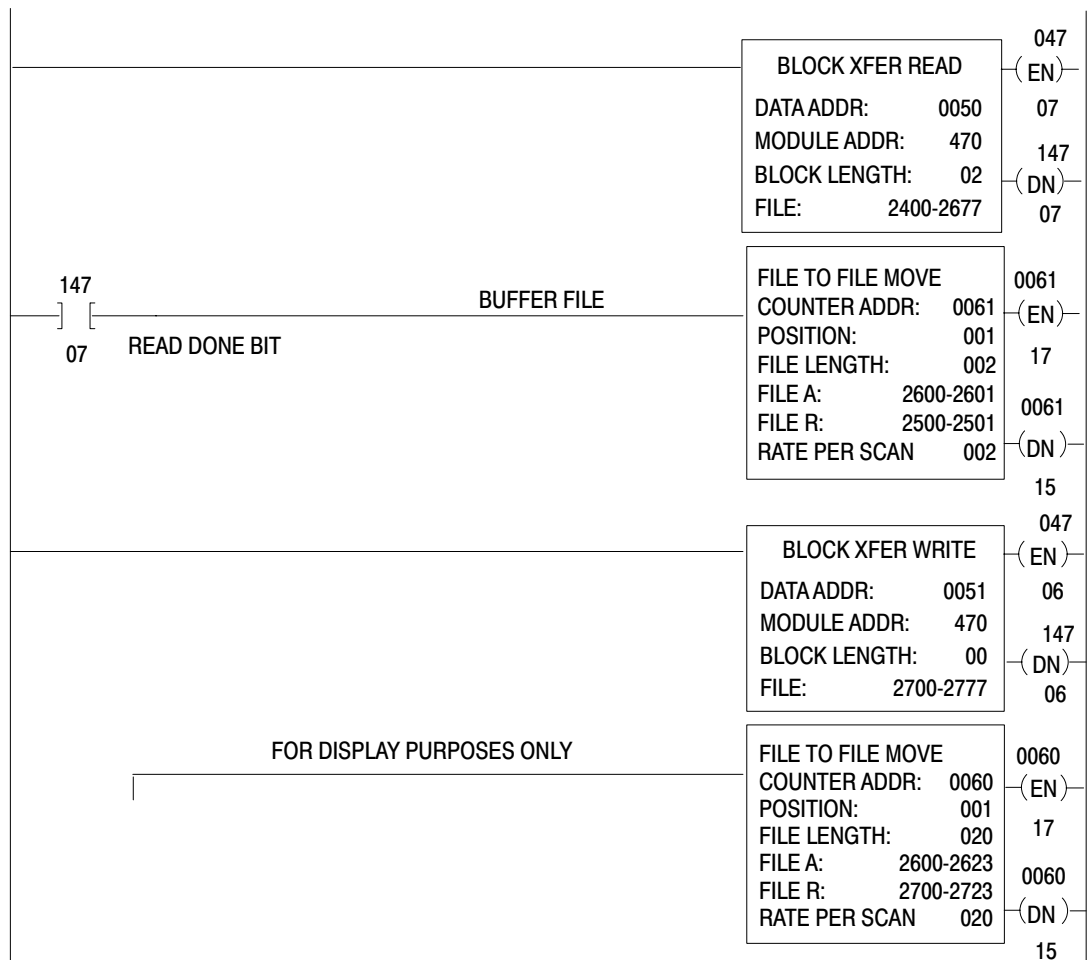 047
BLOCK XFER READ
EN
DATA ADDR: 0050
07
MODULE ADDR: 470
147
BLOCK LENGTH: 02
DN
FILE: 2400-2677
07
147
07
READ DONE BIT
BUFFER FILE
FILE TO FILE MOVE
0061
COUNTER ADDR: 0061
EN
POSITION: 001
17
FILE LENGTH: 002
FILE A: 2600-2601
0061
FILE R: 2500-2501
DN
RATE PER SCAN 002
15
047
BLOCK XFER WRITE
EN
DATA ADDR: 0051
06
MODULE ADDR: 470
147
BLOCK LENGTH: 00
DN
FILE: 2700-2777
06
FOR DISPLAY PURPOSES ONLY
FILE TO FILE MOVE
0060
COUNTER ADDR: 0060
EN
POSITION: 001
17
FILE LENGTH: 020
FILE A: 2600-2623
0060
FILE R: 2700-2723
DN
RATE PER SCAN 020
15